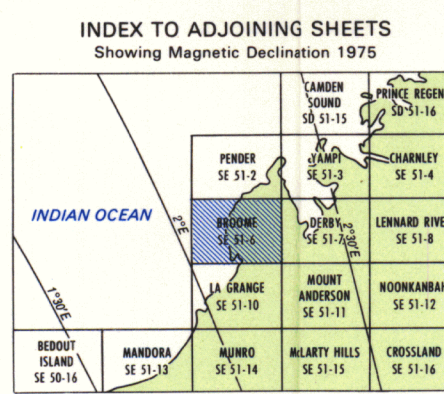 INDEX TO ADJOINING SHEETS
Showing Magnetic Declination 1975
CAMDEN
SOUND
SD 51-15
PRINCE REGEN
SD 51-16
PENDER
SE 51-2
YAMPI
SE 51-3
CHARNLEY
SE 51-4
INDIAN OCEAN
2°E
BROOME
SE 51-6
DERBY
SE 51-7
2°30'E
LENNARD RIVE
SE 51-8
1°30'E
LA GRANGE
SE 51-10
MOUNT
ANDERSON
SE 51-11
NOONKANBAH
SE 51-12
BEDOUT
ISLAND
SE 50-16
MANDORA
SE 51-13
MUNRO
SE 51-14
McLARTY HILLS
SE 51-15
CROSSLAND
SE 51-16